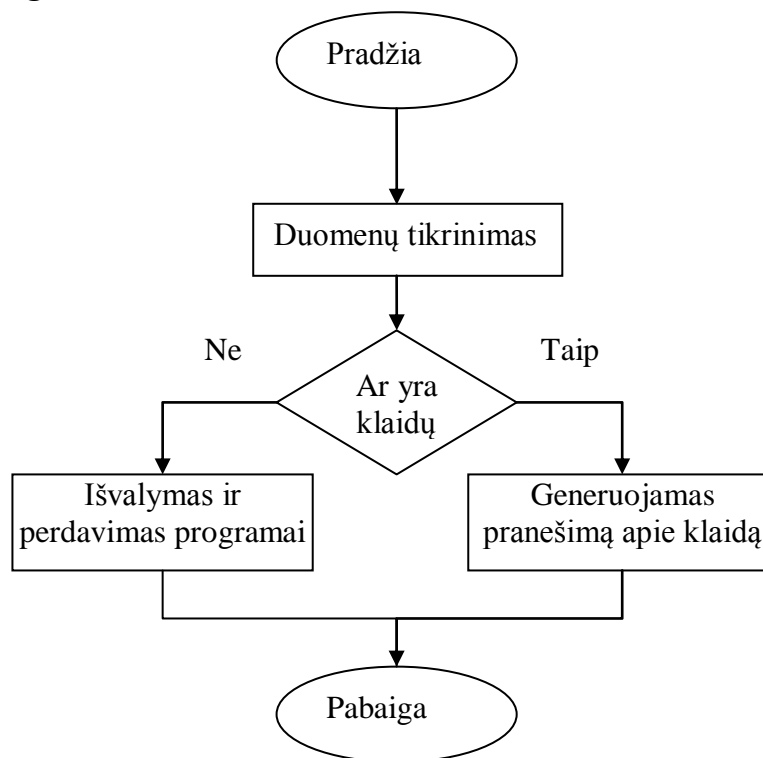 Pradžia
Duomenų tikrinimas
Ne
Taip
Ar yra
klaidų
Išvalymas ir
perdavimas programai
Generuojamas
pranešimą apie klaidą
Pabaiga